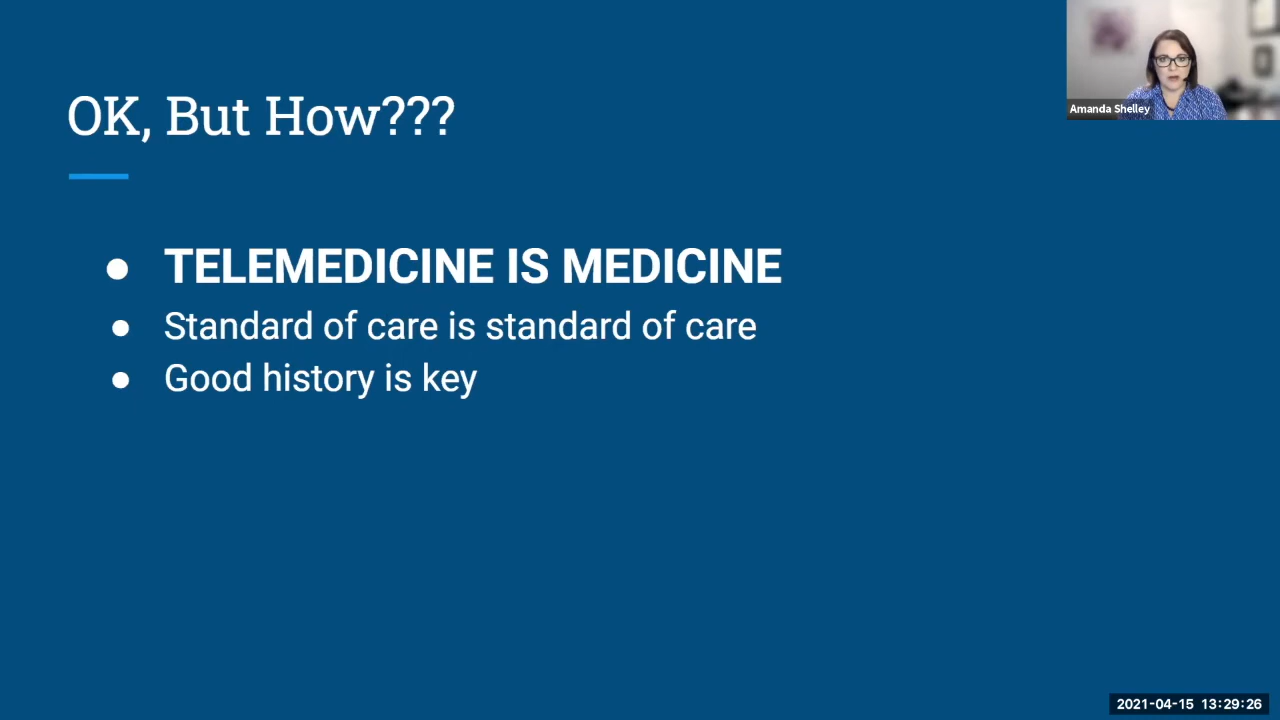 OK, But How???
TELEMEDICINE IS MEDICINE
Standard of care is standard of care
Good history is key
Amanda Shelley
2021-04-15 13:29:26